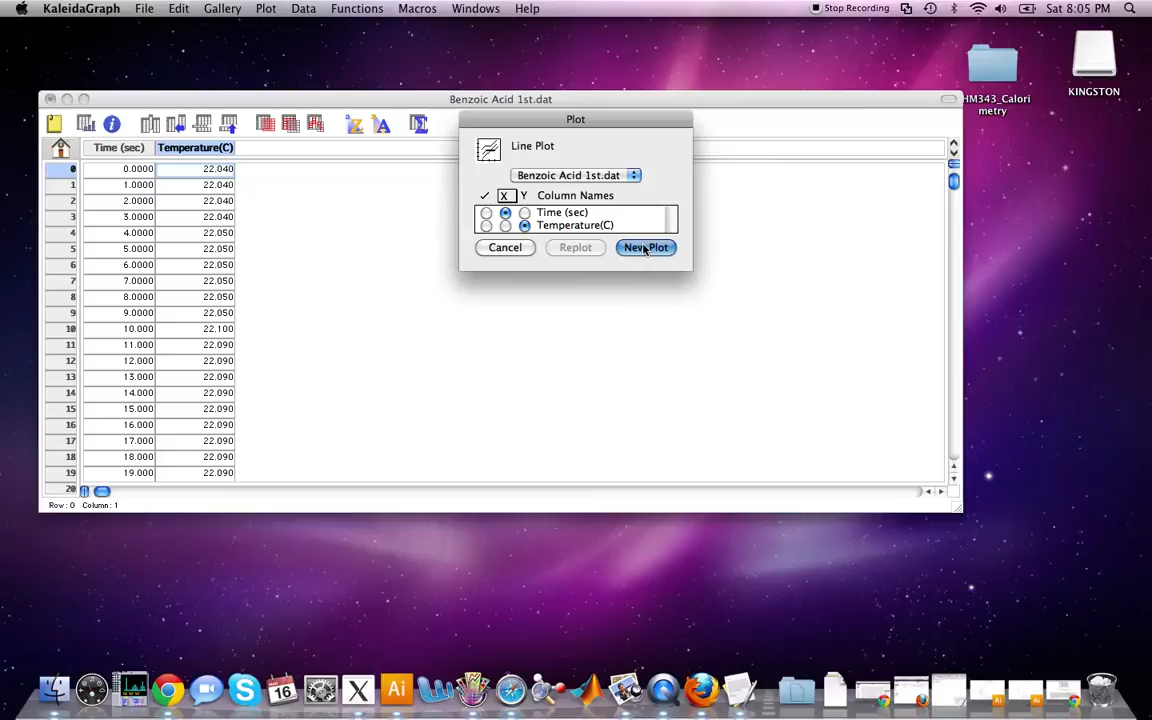 KaleidaGraph File Edit Gallery Plot Data Functions Macros Windows Help Stop Recording Sat 8:05 PM
HM343_Calori
metry
KINGSTON
Benzoic Acid 1st.dat
Time (sec) Temperature(C)
0 0.0000 22.040
1 1.0000 22.040
2 2.0000 22.040
3 3.0000 22.040
4 4.0000 22.050
5 5.0000 22.050
6 6.0000 22.050
7 7.0000 22.050
8 8.0000 22.050
9 9.0000 22.050
10 10.000 22.100
11 11.000 22.090
12 12.000 22.090
13 13.000 22.090
14 14.000 22.090
15 15.000 22.090
16 16.000 22.090
17 17.000 22.090
18 18.000 22.090
19 19.000 22.090
20
Row: 0 Column: 1
Plot
Line Plot
Benzoic Acid 1st.dat
X Y Column Names
Time (sec)
Temperature(C)
Cancel Replot New Plot
16
X
Ai